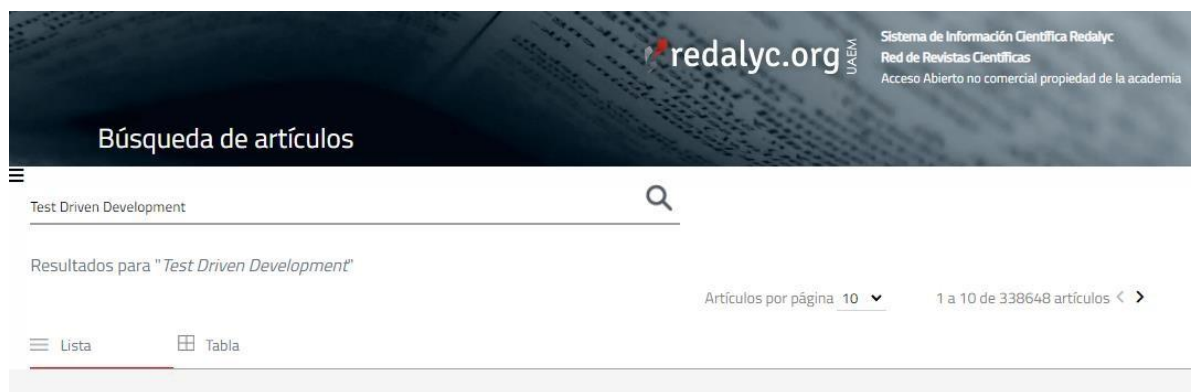 redalyc.org
UAEM
Sistema de Información Científica Redalyc
Red de Revistas Científicas
Acceso Abierto no comercial propiedad de la academia
Búsqueda de artículos
Test Driven Development
Resultados para "Test Driven Development"
Artículos por página 10
1 a 10 de 338648 artículos < >
Lista
Tabla